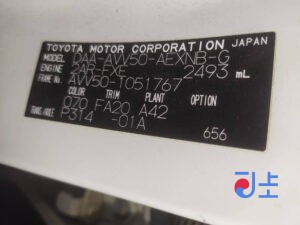 TOYOTA MOTOR CORPORATION JAPAN
MODEL DAA-AVV50-AEXNB-G
2AR-FXE 2493 mL
FRAME No. AVV50-1051767
COLOR TRIM PLANT OPTION
070 FA20 A42
TRANS./AXLE P314 -01A
656